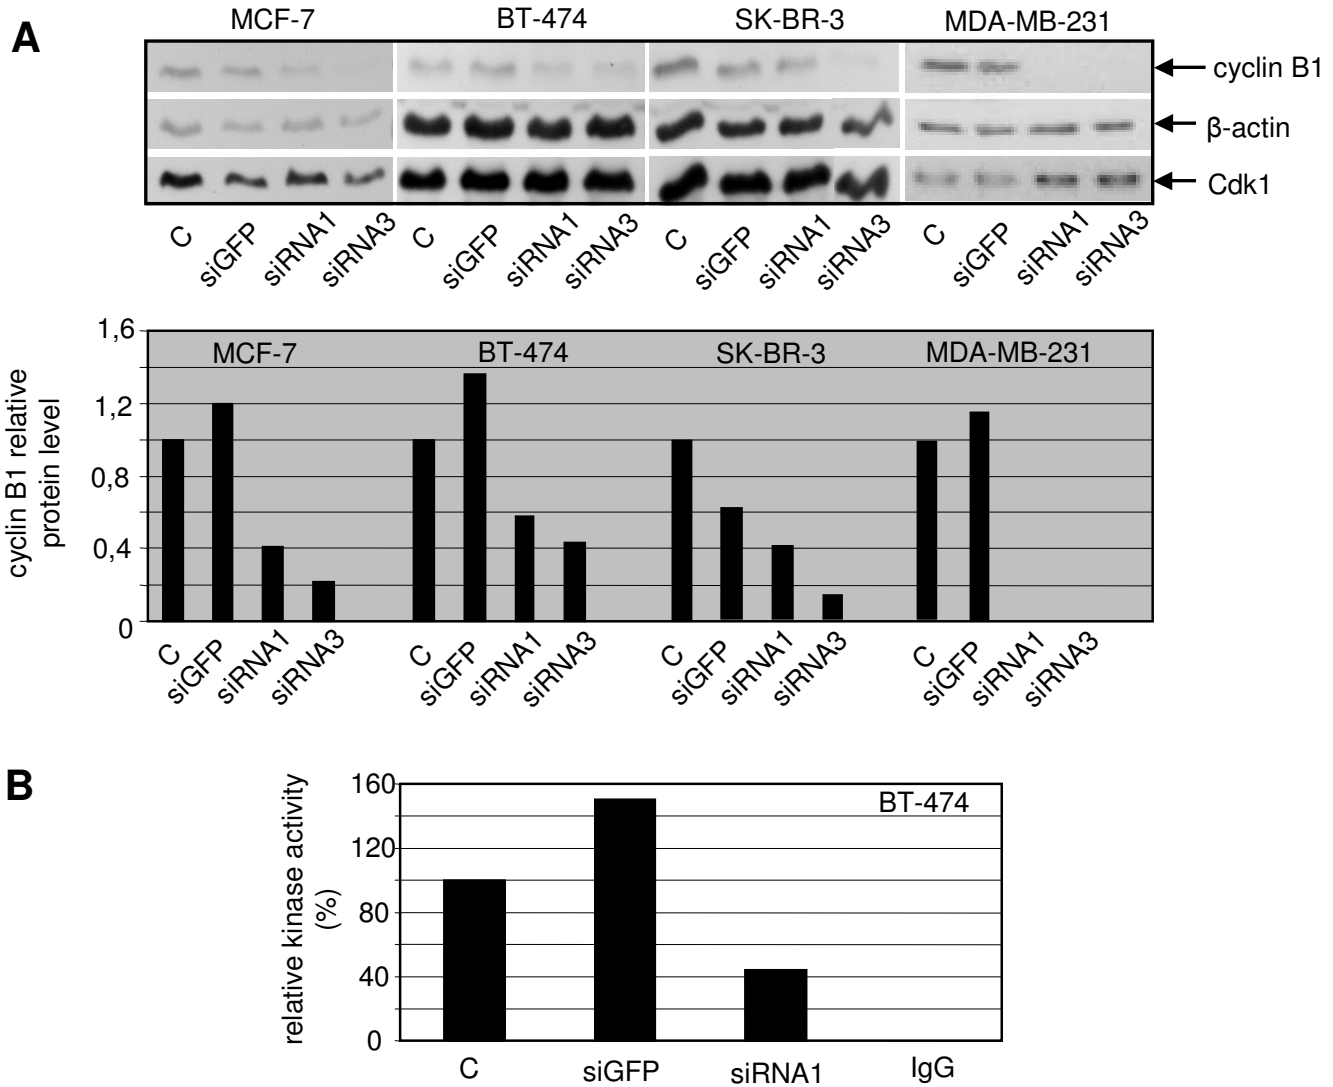 A
MCF-7 BT-474 SK-BR-3 MDA-MB-231
cyclin B1
β-actin
Cdk1
C siGFP siRNA1 siRNA3 C siGFP siRNA1 siRNA3 C siGFP siRNA1 siRNA3 C siGFP siRNA1 siRNA3
cyclin B1 relative
protein level
1,6
1,2
0,8
0,4
0
MCF-7 BT-474 SK-BR-3 MDA-MB-231
C siGFP siRNA1 siRNA3 C siGFP siRNA1 siRNA3 C siGFP siRNA1 siRNA3 C siGFP siRNA1 siRNA3
B
relative kinase activity
(%)
160
120
80
40
0
BT-474
C siGFP siRNA1 IgG